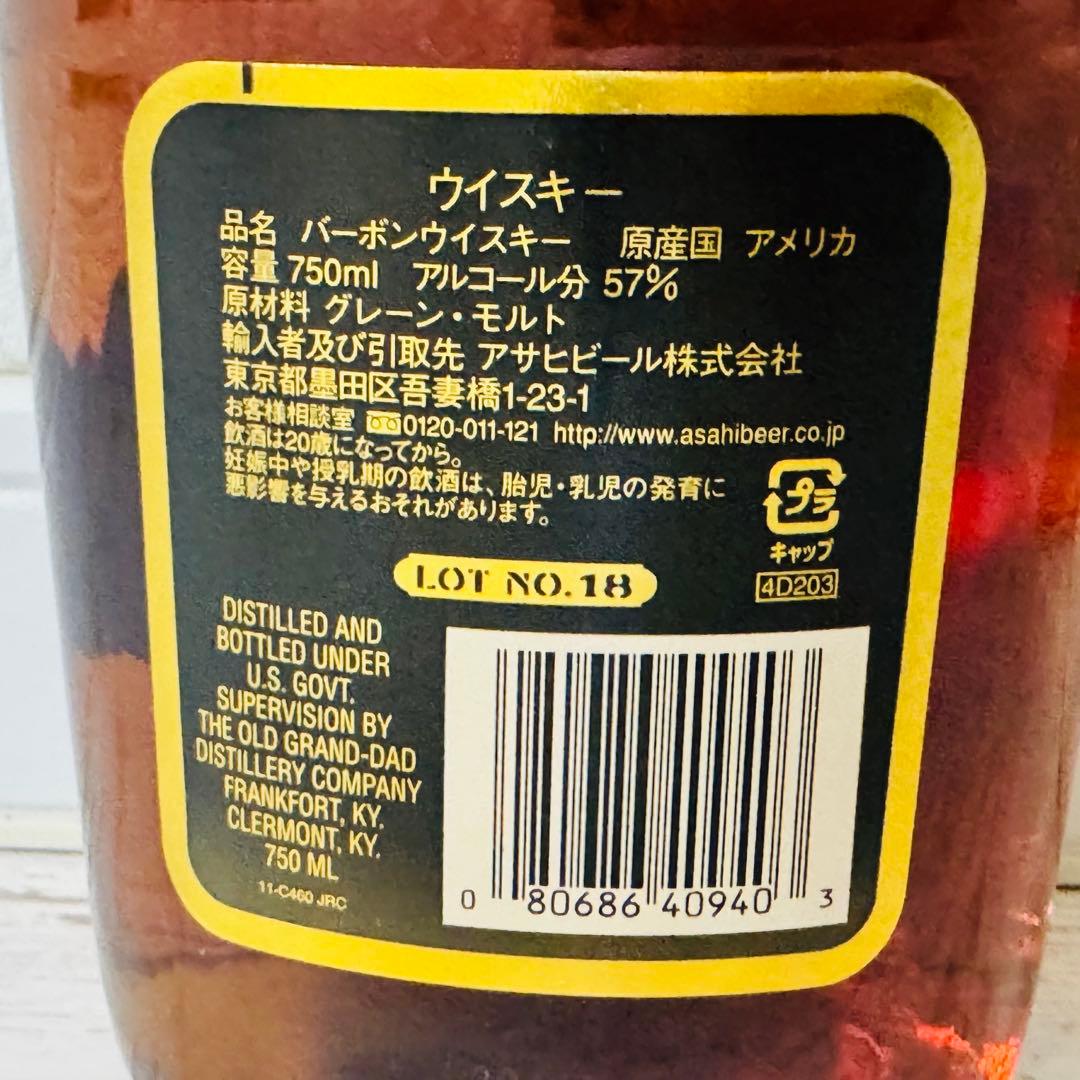 ウイスキー
品名 バーボンウイスキー 原産国 アメリカ
容量 750ml アルコール分 57%
原材料 グレーン・モルト
輸入者及び引取先 アサヒビール株式会社
東京都墨田区吾妻橋1-23-1
お客様相談室 0120-011-121 http://www.asahibeer.co.jp
飲酒は20歳になってから。
妊娠中や授乳期の飲酒は、胎児・乳児の発育に
悪影響を与えるおそれがあります。
プラ
キャップ
4D203
LOT NO.18
DISTILLED AND
BOTTLED UNDER
U.S. GOVT.
SUPERVISION BY
THE OLD GRAND-DAD
DISTILLERY COMPANY
FRANKFORT, KY.
CLERMONT, KY.
750 ML
11-C460 JRC
0 80686 40940 3